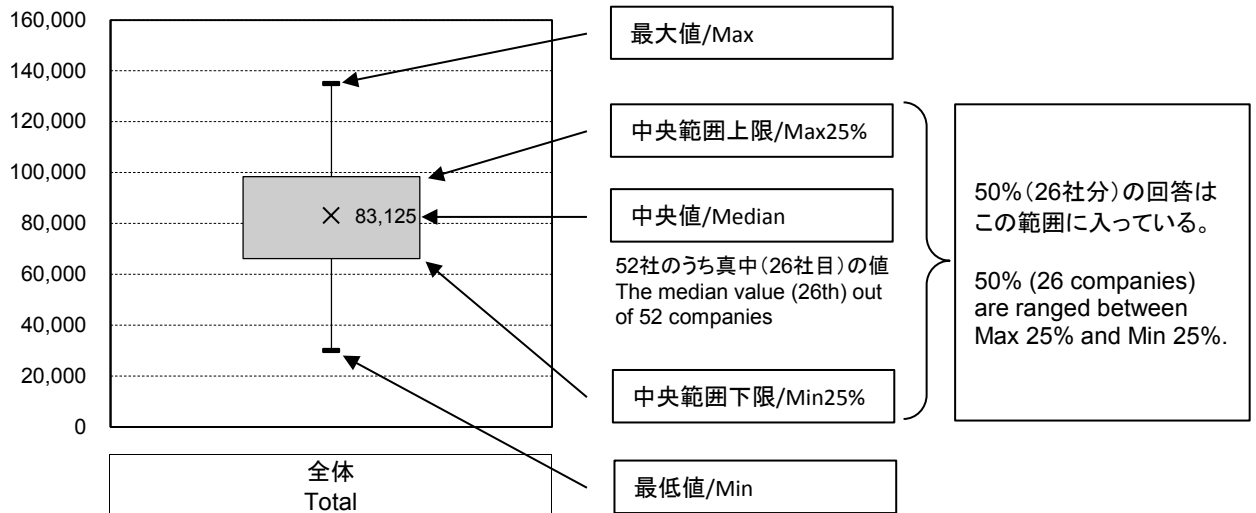 160,000
140,000
120,000
100,000
80,000
60,000
40,000
20,000
0
83,125
全体
Total
最大値/Max
中央範囲上限/Max25%
中央値/Median
52社のうち真中（26社目）の値
The median value (26th) out
of 52 companies
中央範囲下限/Min25%
最低値/Min
50%（26社分）の回答は
この範囲に入っている。
50% (26 companies)
are ranged between
Max 25% and Min 25%.